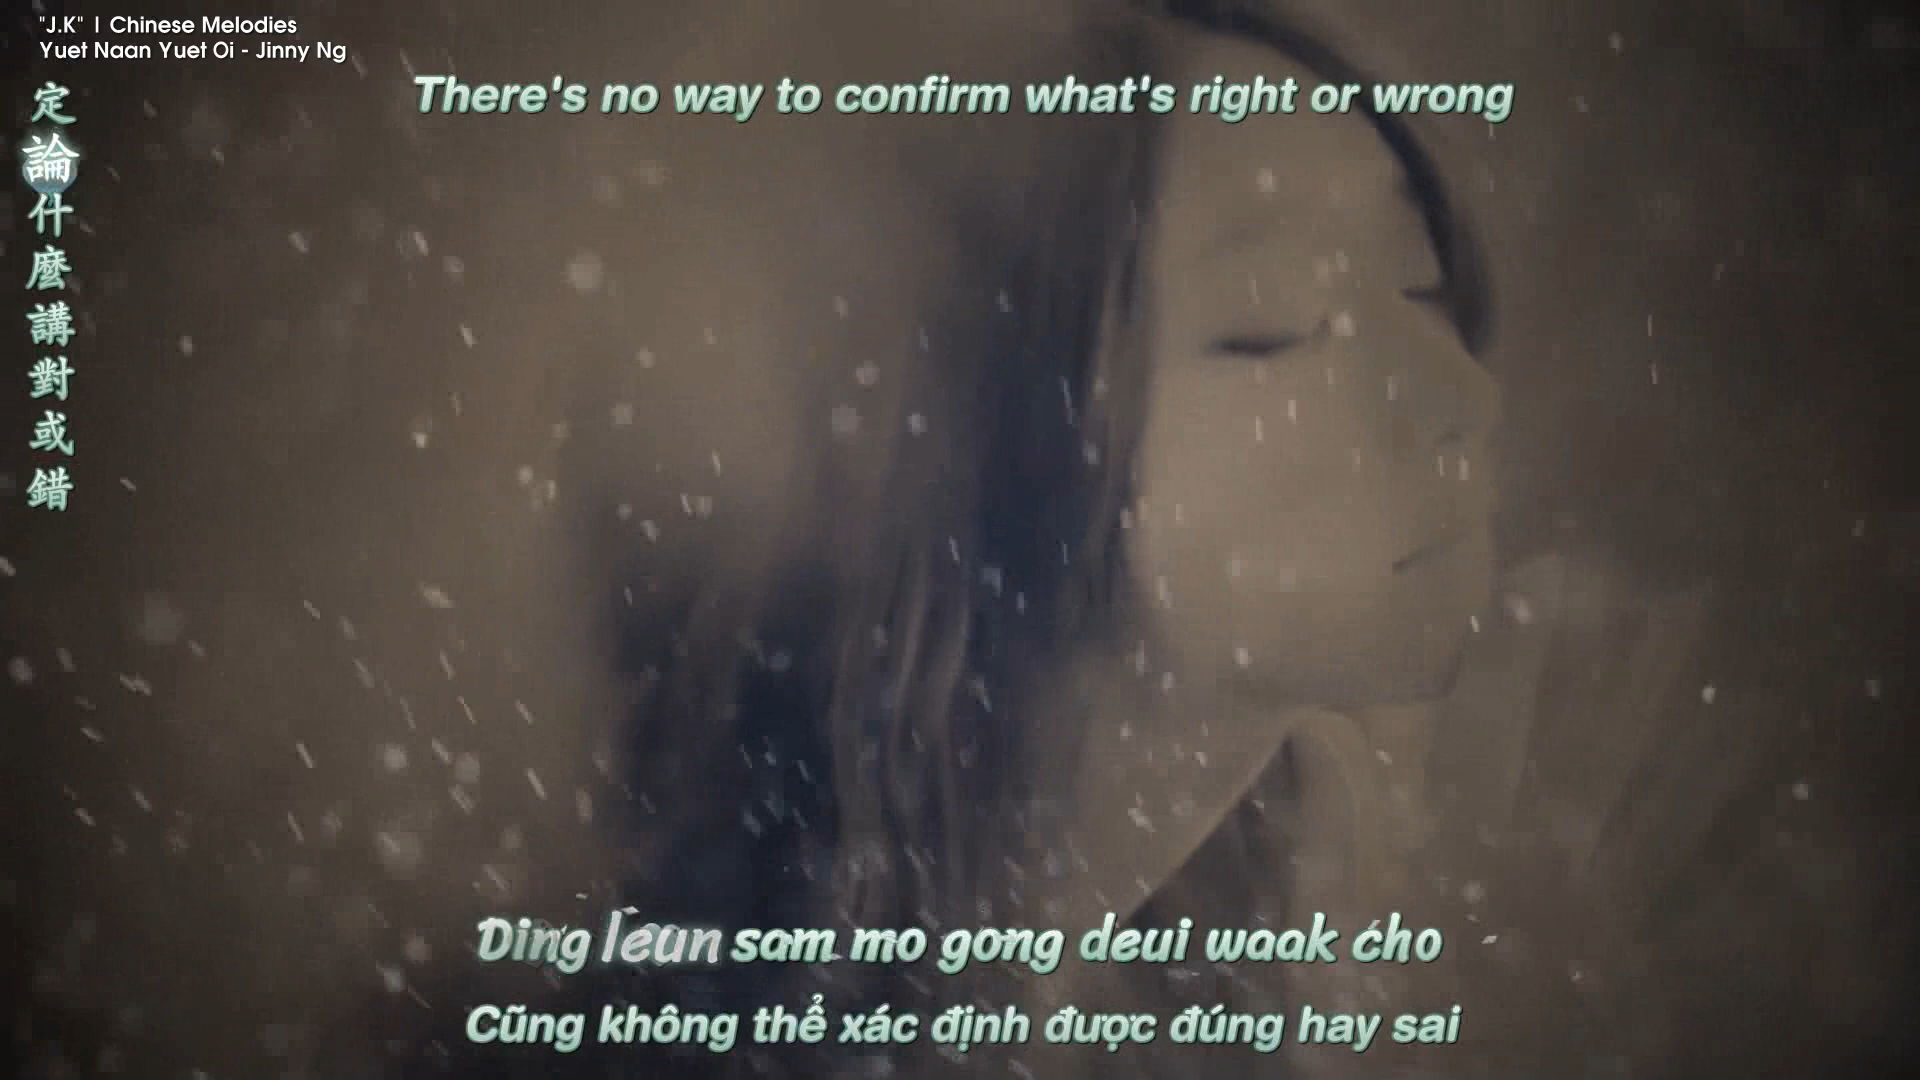 "J.K" | Chinese Melodies
Yuet Naan Yuet Oi - Jinny Ng
There's no way to confirm what's right or wrong
定論什麼講對或錯
Ding leun sam mo gong deui waak cho
Cũng không thể xác định được đúng hay sai